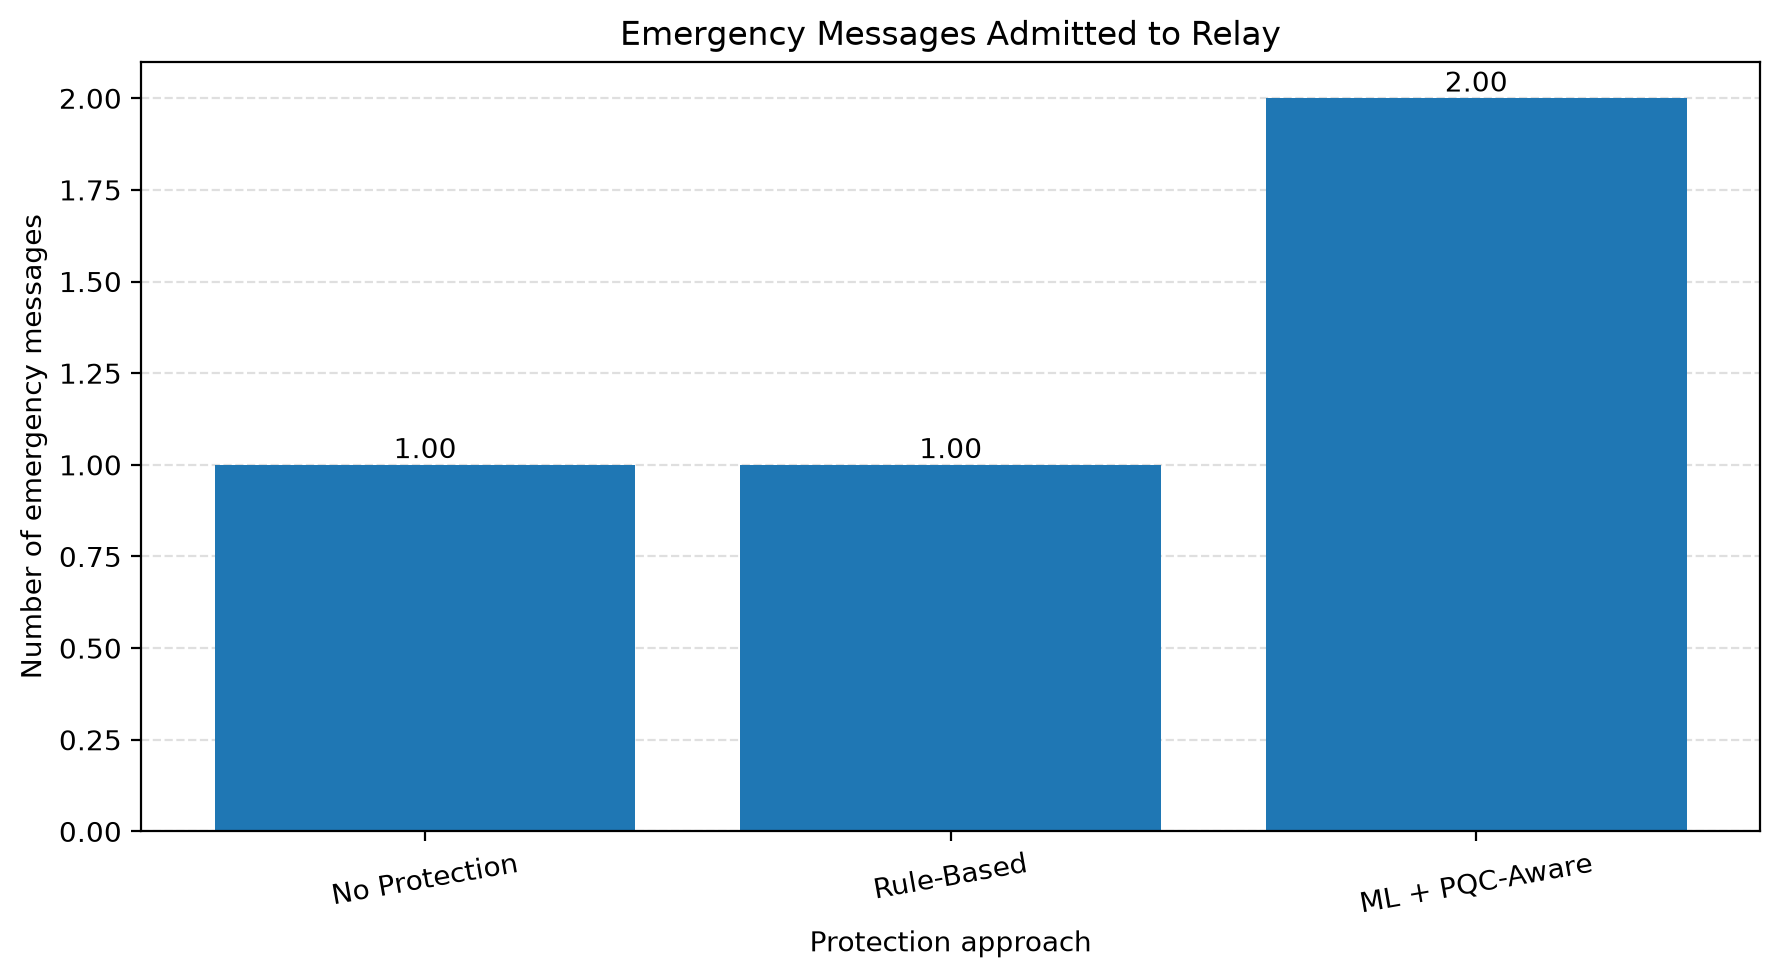 Emergency Messages Admitted to Relay
Number of emergency messages
2.00
1.75
1.50
1.25
1.00
0.75
0.50
0.25
0.00
1.00
1.00
2.00
No Protection
Rule-Based
ML + PQC-Aware
Protection approach